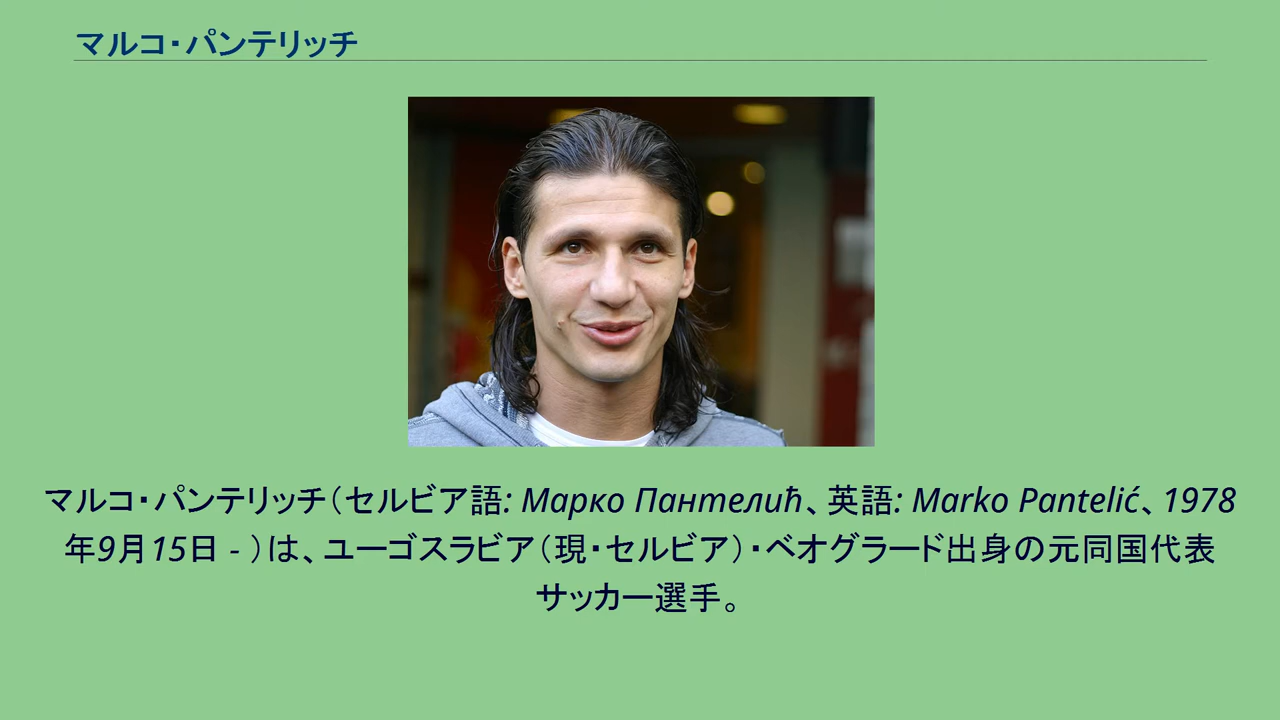 マルコ・パンテリッチ
マルコ・パンテリッチ（セルビア語: Марко Пантелић、英語: Marko Pantelić、1978
年9月15日 - ）は、ユーゴスラビア（現・セルビア）・ベオグラード出身の元同国代表
サッカー選手。